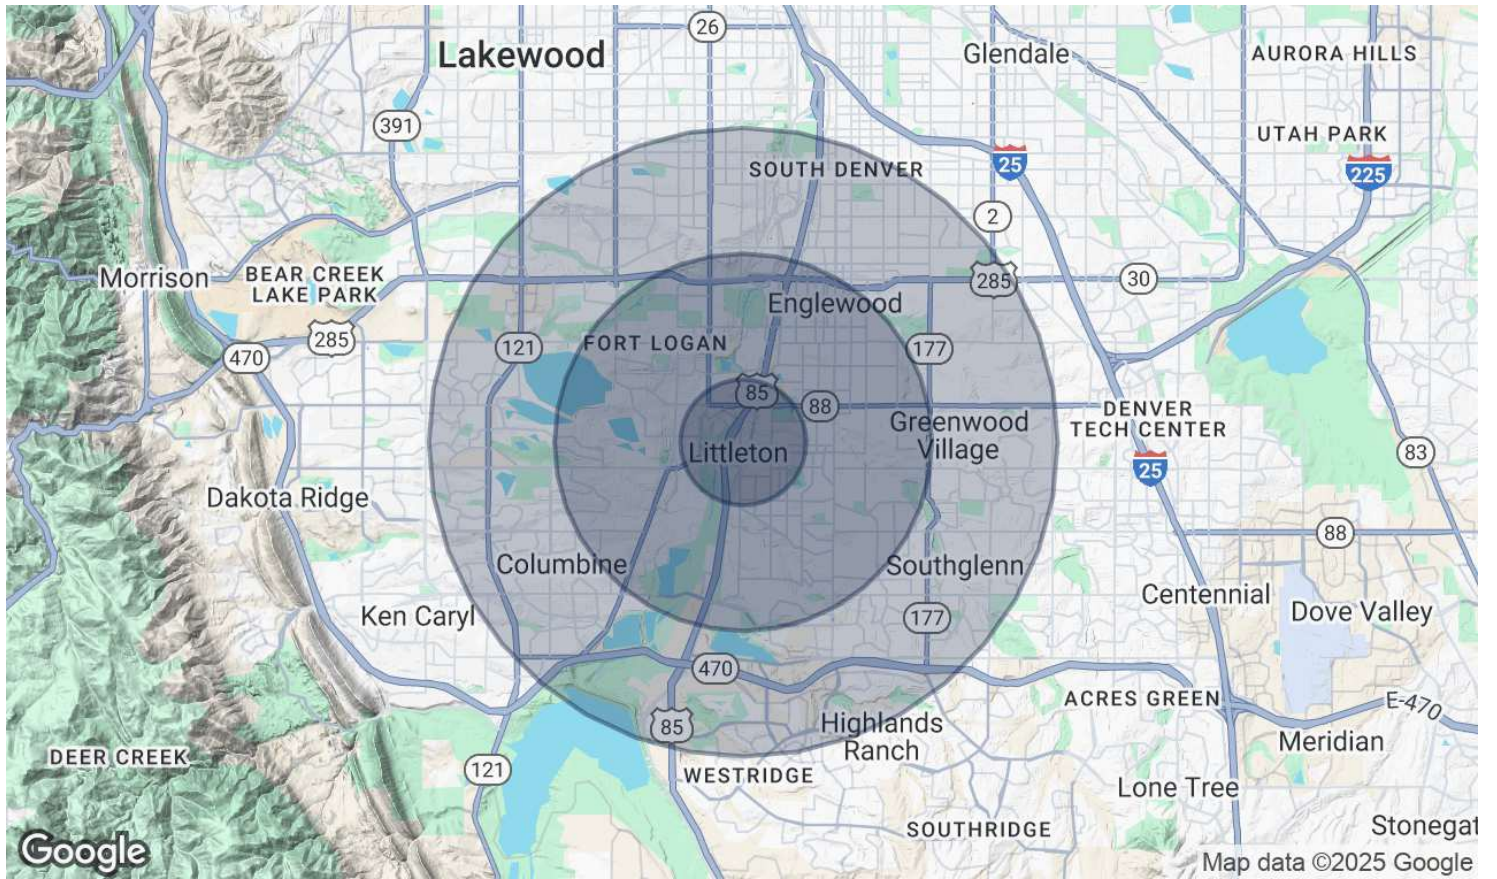 26
Lakewood
Glendale
AURORA HILLS
391
UTAH PARK
SOUTH DENVER
25
225
2
Morrison
BEAR CREEK
LAKE PARK
285
30
Englewood
285
470
121
FORT LOGAN
177
85
88
Greenwood
Village
DENVER
TECH CENTER
Littleton
83
25
Dakota Ridge
88
Columbine
Southglenn
Centennial
Dove Valley
Ken Caryl
177
470
ACRES GREEN
E-470
85
Highlands
Ranch
Meridian
DEER CREEK
121
WESTRIDGE
Lone Tree
SOUTHRIDGE
Stonegat
Google
Map data ©2025 Google